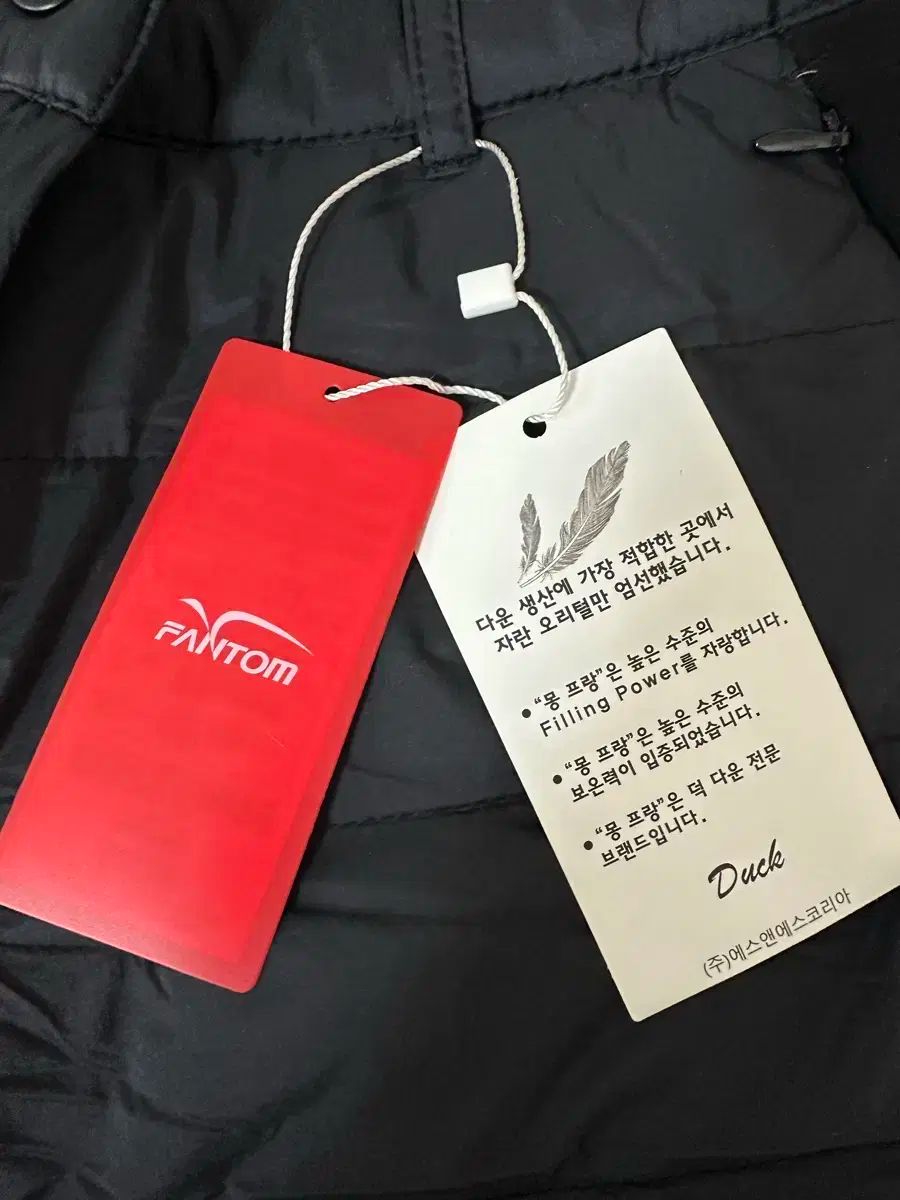 FANTOM
다운 생산에 가장 적합한 곳에서
자란 오리털만 엄선했습니다.
● “몽 프랑”은 높은 수준의
Filling Power를 자랑합니다.
● “몽 프랑”은 높은 수준의
보온력이 입증되었습니다.
● “몽 프랑”은 덕 다운 전문
브랜드입니다.
Duck
(주)에스앤에스코리아